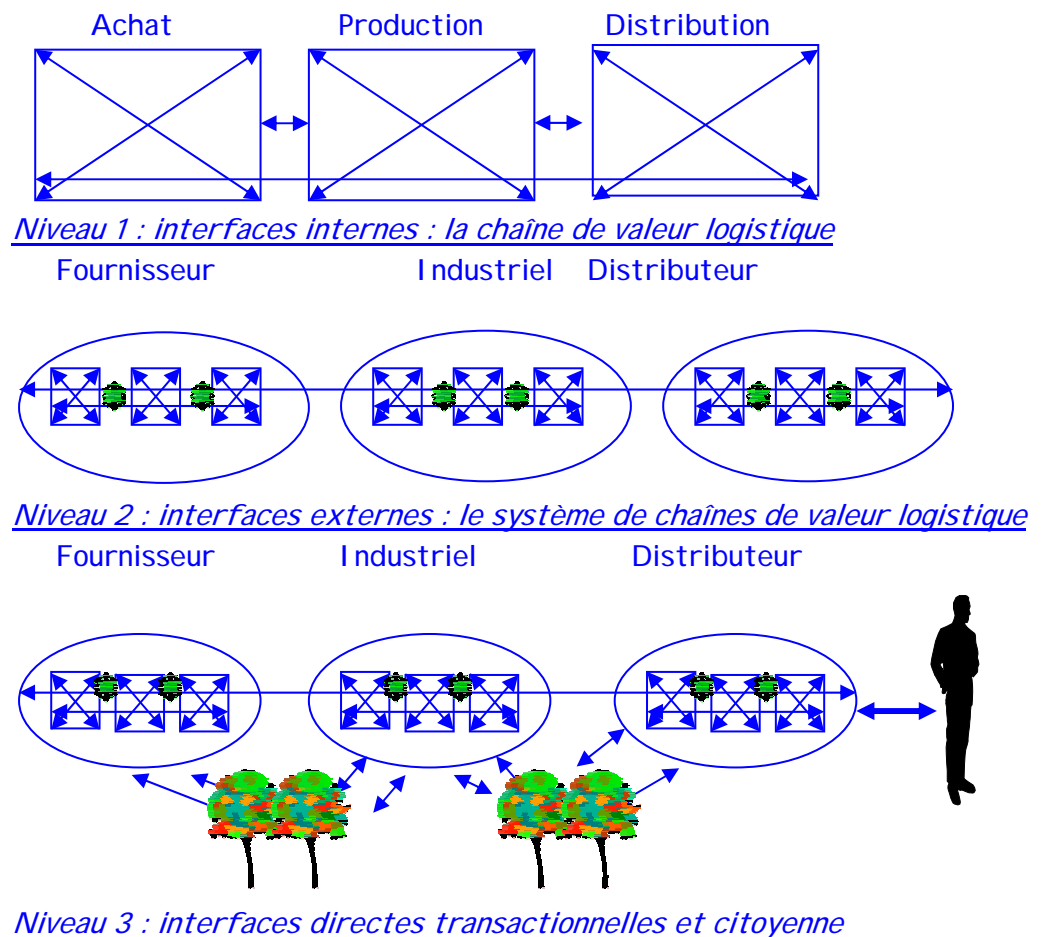 Achat Production Distribution
Niveau 1 : interfaces internes : la chaîne de valeur logistique
Fournisseur Industriel Distributeur
Niveau 2 : interfaces externes : le système de chaînes de valeur logistique
Fournisseur Industriel Distributeur
Niveau 3 : interfaces directes transactionnelles et citoyenne